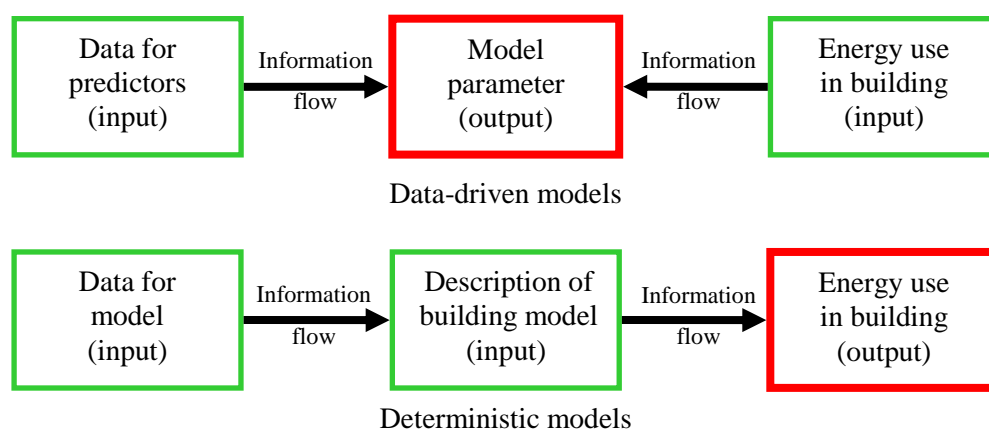 Data for
predictors
(input)
Information
flow
Model
parameter
(output)
Information
flow
Energy use
in building
(input)
Data-driven models
Data for
model
(input)
Information
flow
Description of
building model
(input)
Information
flow
Energy use
in building
(output)
Deterministic models